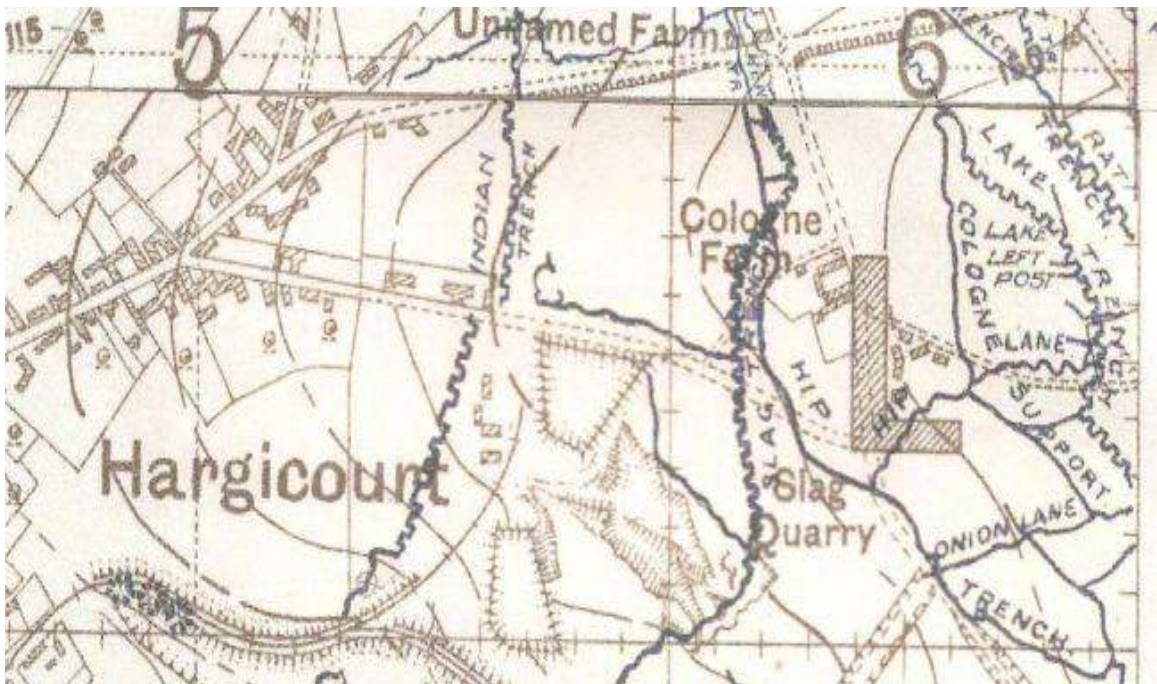 115
5
Unnamed Farm
6
TRENCH
RAT
TRENCH
LAKE
TRENCH
INDIAN
TRENCH
Cologne
Farm
COLOGNE
LAKE
LEFT
POST
LANE
HIP
HIP
SUPPORT
SLAG
Hargicourt
Slag
Quarry
ONION LANE
TRENCH